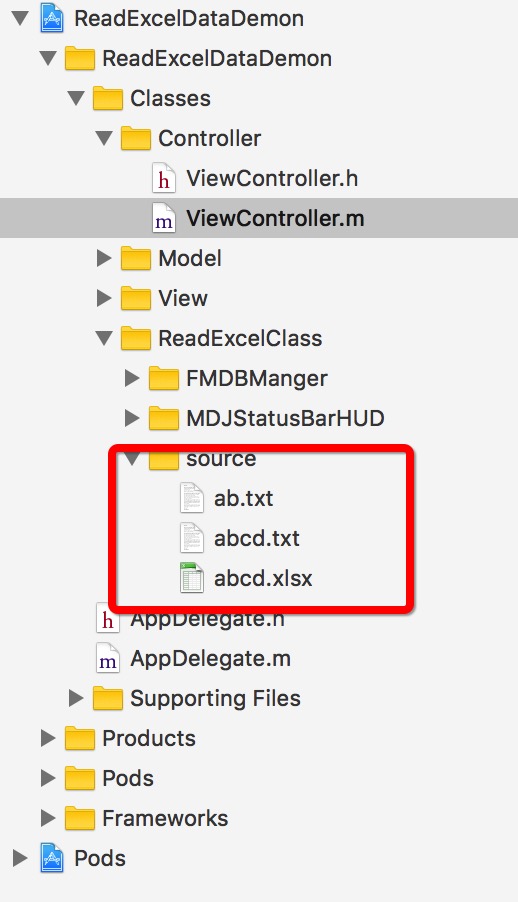 ReadExcelDataDemon
ReadExcelDataDemon
Classes
Controller
h ViewController.h
m ViewController.m
Model
View
ReadExcelClass
FMDBManger
MDJStatusBarHUD
source
ab.txt
abcd.txt
abcd.xlsx
h AppDelegate.h
m AppDelegate.m
Supporting Files
Products
Pods
Frameworks
Pods